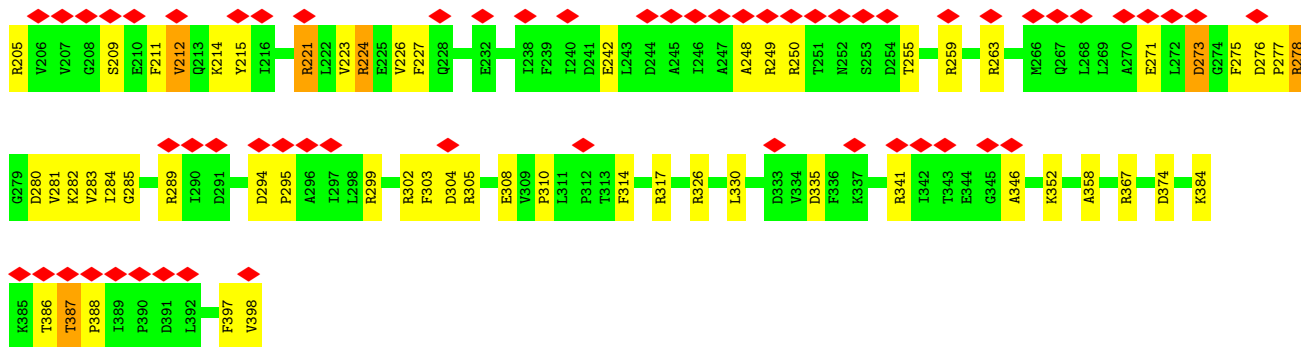 R205 V206 V207 G208 S209 E210 F211 V212 Q213 K214 Y215 I216 R221 L222 V223 R224 E225 V226 F227 Q228 E232 I238 F239 I240 D241 E242 L243 D244 A245 I246 A247 A248 R249 R250 T251 N252 S253 D254 T255 R259 R263 M266 Q267 L268 L269 A270 E271 L272 D273 G274 F275 D276 P277 R278
G279 D280 V281 K282 V283 I284 G285 R289 I290 D291 D294 P295 A296 I297 L298 R299 R302 F303 D304 R305 E308 V309 P310 L311 P312 T313 F314 R317 R326 L330 D333 V334 D335 F336 K337 R341 I342 T343 E344 G345 A346 K352 A358 R367 D374 K384
K385 T386 T387 P388 I389 P390 D391 L392 F397 V398